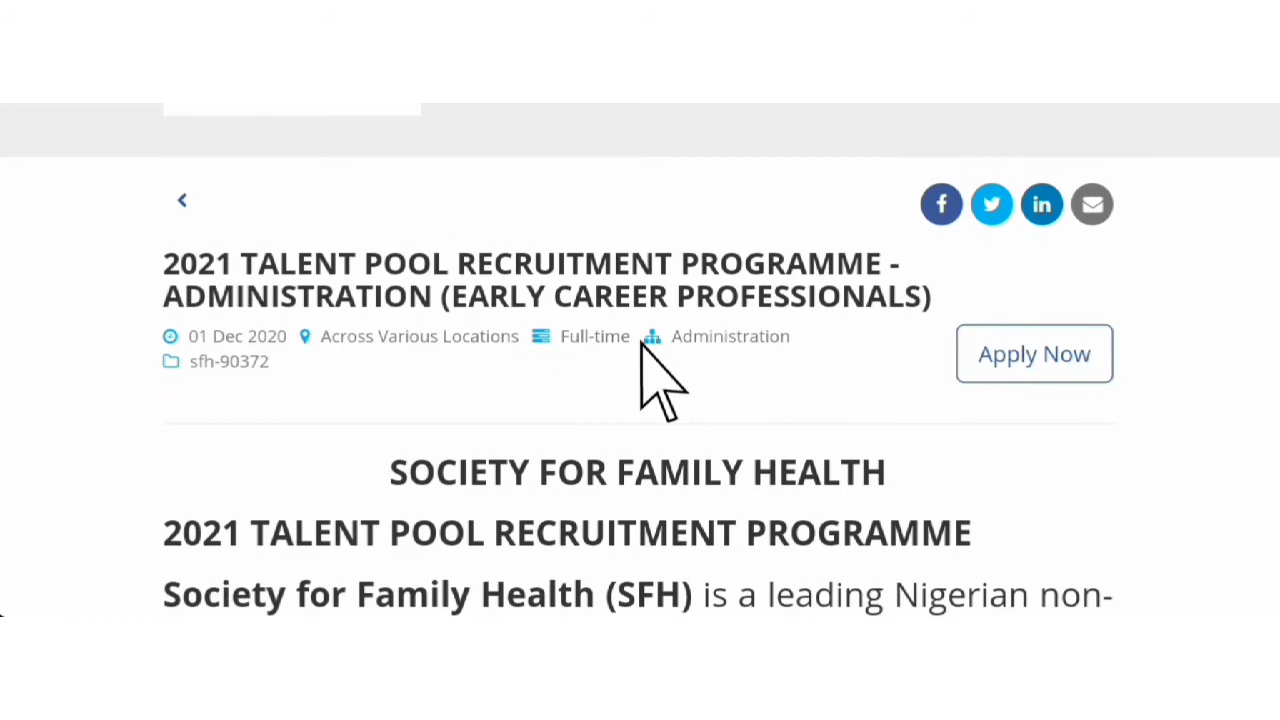 2021 TALENT POOL RECRUITMENT PROGRAMME -
ADMINISTRATION (EARLY CAREER PROFESSIONALS)
01 Dec 2020 Across Various Locations Full-time Administration
sfh-90372
Apply Now
SOCIETY FOR FAMILY HEALTH
2021 TALENT POOL RECRUITMENT PROGRAMME
Society for Family Health (SFH) is a leading Nigerian non-